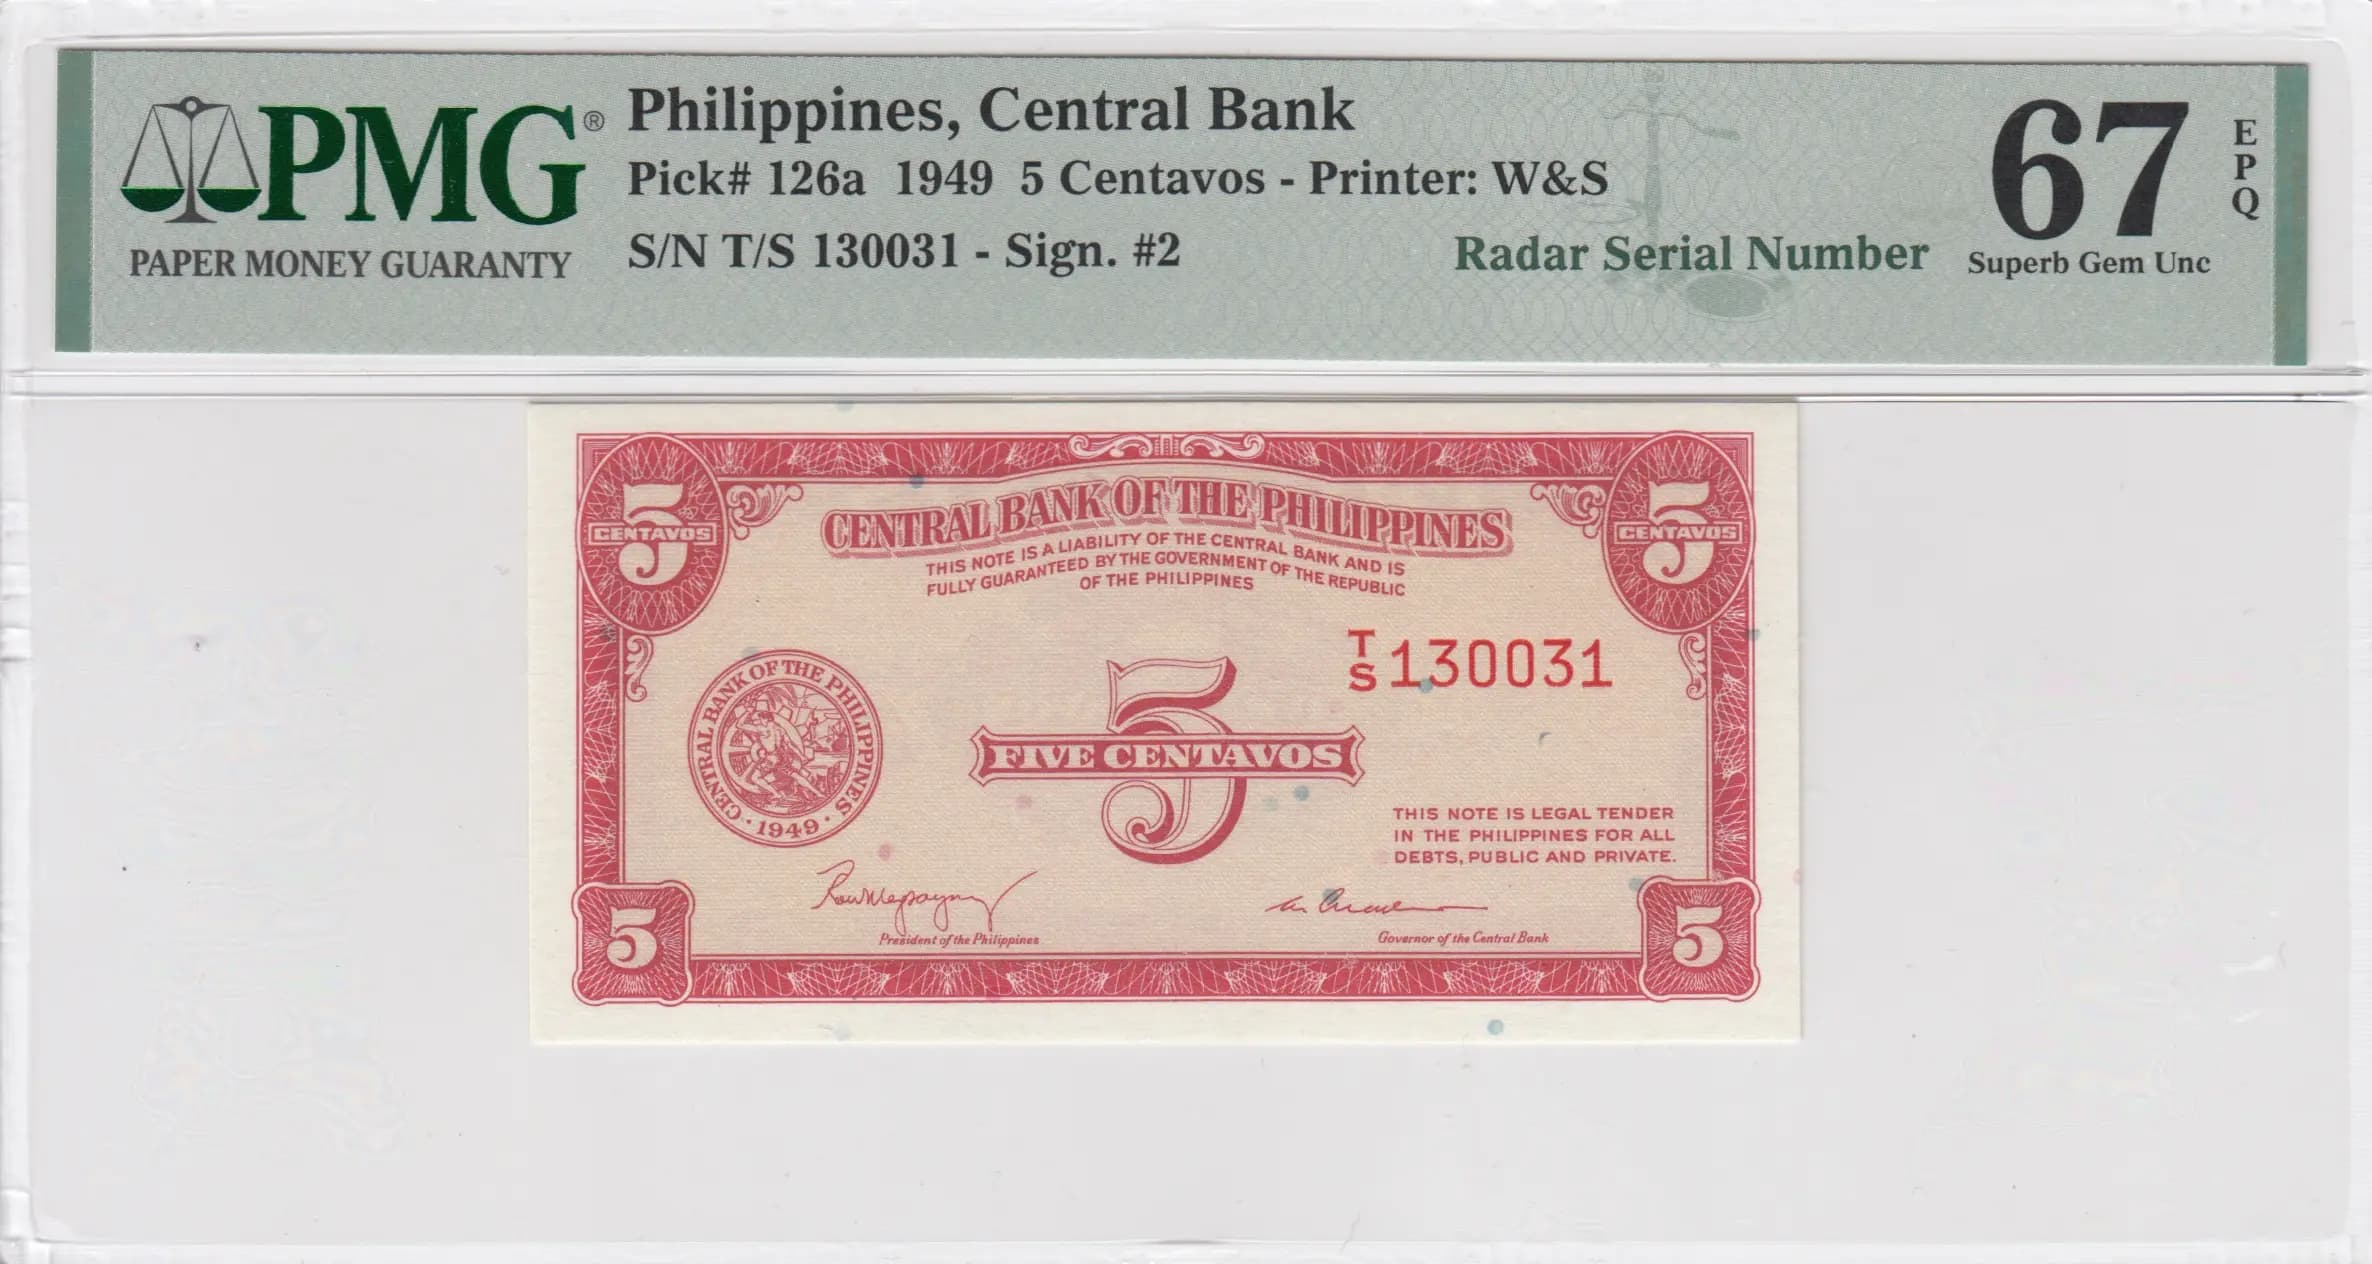 PMG®
PAPER MONEY GUARANTY
Philippines, Central Bank
Pick# 126a 1949 5 Centavos - Printer: W&S
S/N T/S 130031 - Sign. #2
Radar Serial Number
67
EPQ
Superb Gem Unc
5
CENTAVOS
5
CENTAVOS
CENTRAL BANK OF THE PHILIPPINES
THIS NOTE IS A LIABILITY OF THE CENTRAL BANK AND IS
FULLY GUARANTEED BY THE GOVERNMENT OF THE REPUBLIC
OF THE PHILIPPINES
T/S 130031
CENTRAL BANK OF THE PHILIPPINES
· 1949 ·
5
FIVE CENTAVOS
THIS NOTE IS LEGAL TENDER
IN THE PHILIPPINES FOR ALL
DEBTS, PUBLIC AND PRIVATE.
President of the Philippines
Governor of the Central Bank
5
5